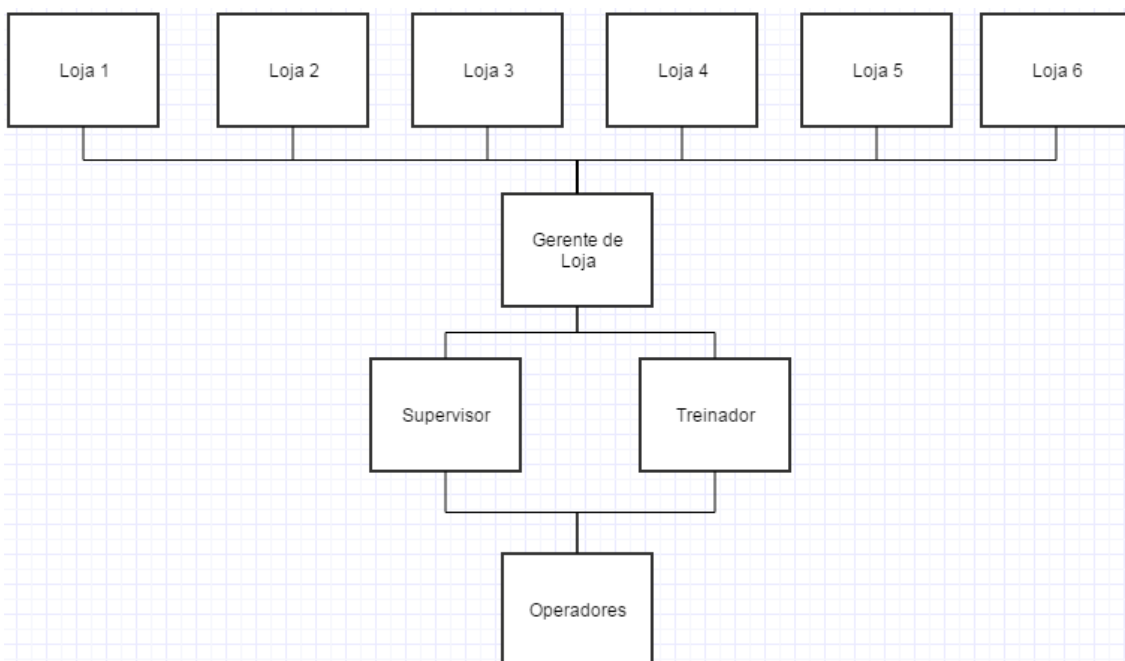 Loja 1
Loja 2
Loja 3
Loja 4
Loja 5
Loja 6
Gerente de
Loja
Supervisor
Treinador
Operadores